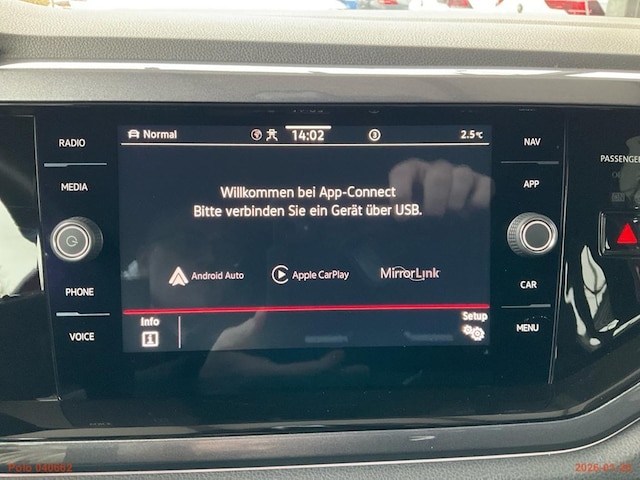 RADIO
MEDIA
PHONE
VOICE
Normal
14:02
3
2.5°C
Willkommen bei App-Connect
Bitte verbinden Sie ein Gerät über USB.
Android Auto
Apple CarPlay
MirrorLink
Info
Setup
NAV
APP
CAR
MENU
PASSENGER